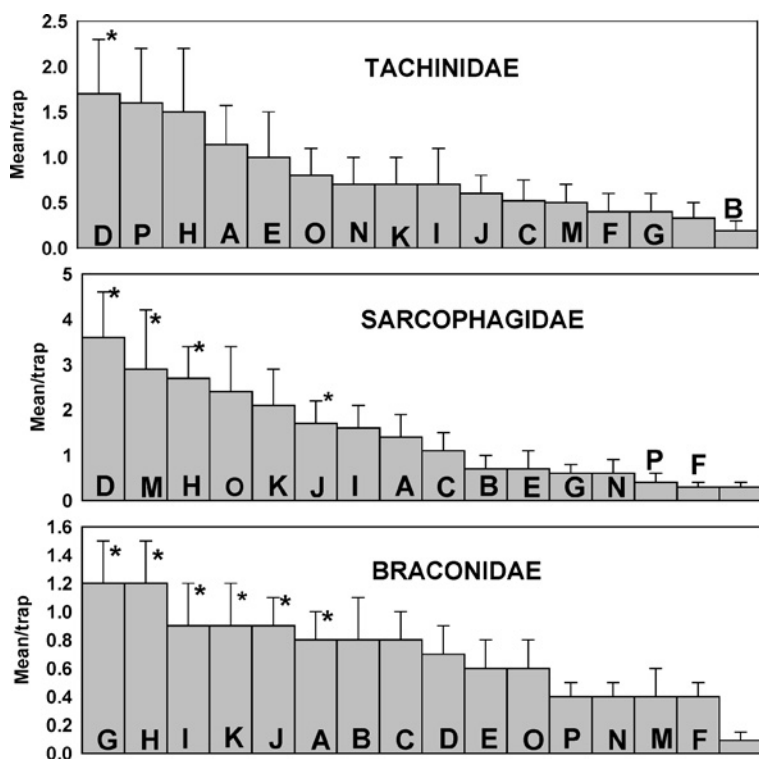 TACHINIDAE
Mean/trap
2.5
2.0
1.5
1.0
0.5
0.0
*
D P H A E O N K I J C M F G B
SARCOPHAGIDAE
Mean/trap
5
4
3
2
1
0
* * * *
D M H O K J I A C B E G N P F
BRACONIDAE
Mean/trap
1.6
1.4
1.2
1.0
0.8
0.6
0.4
0.2
0.0
* * * * * *
G H I K J A B C D E O P N M F